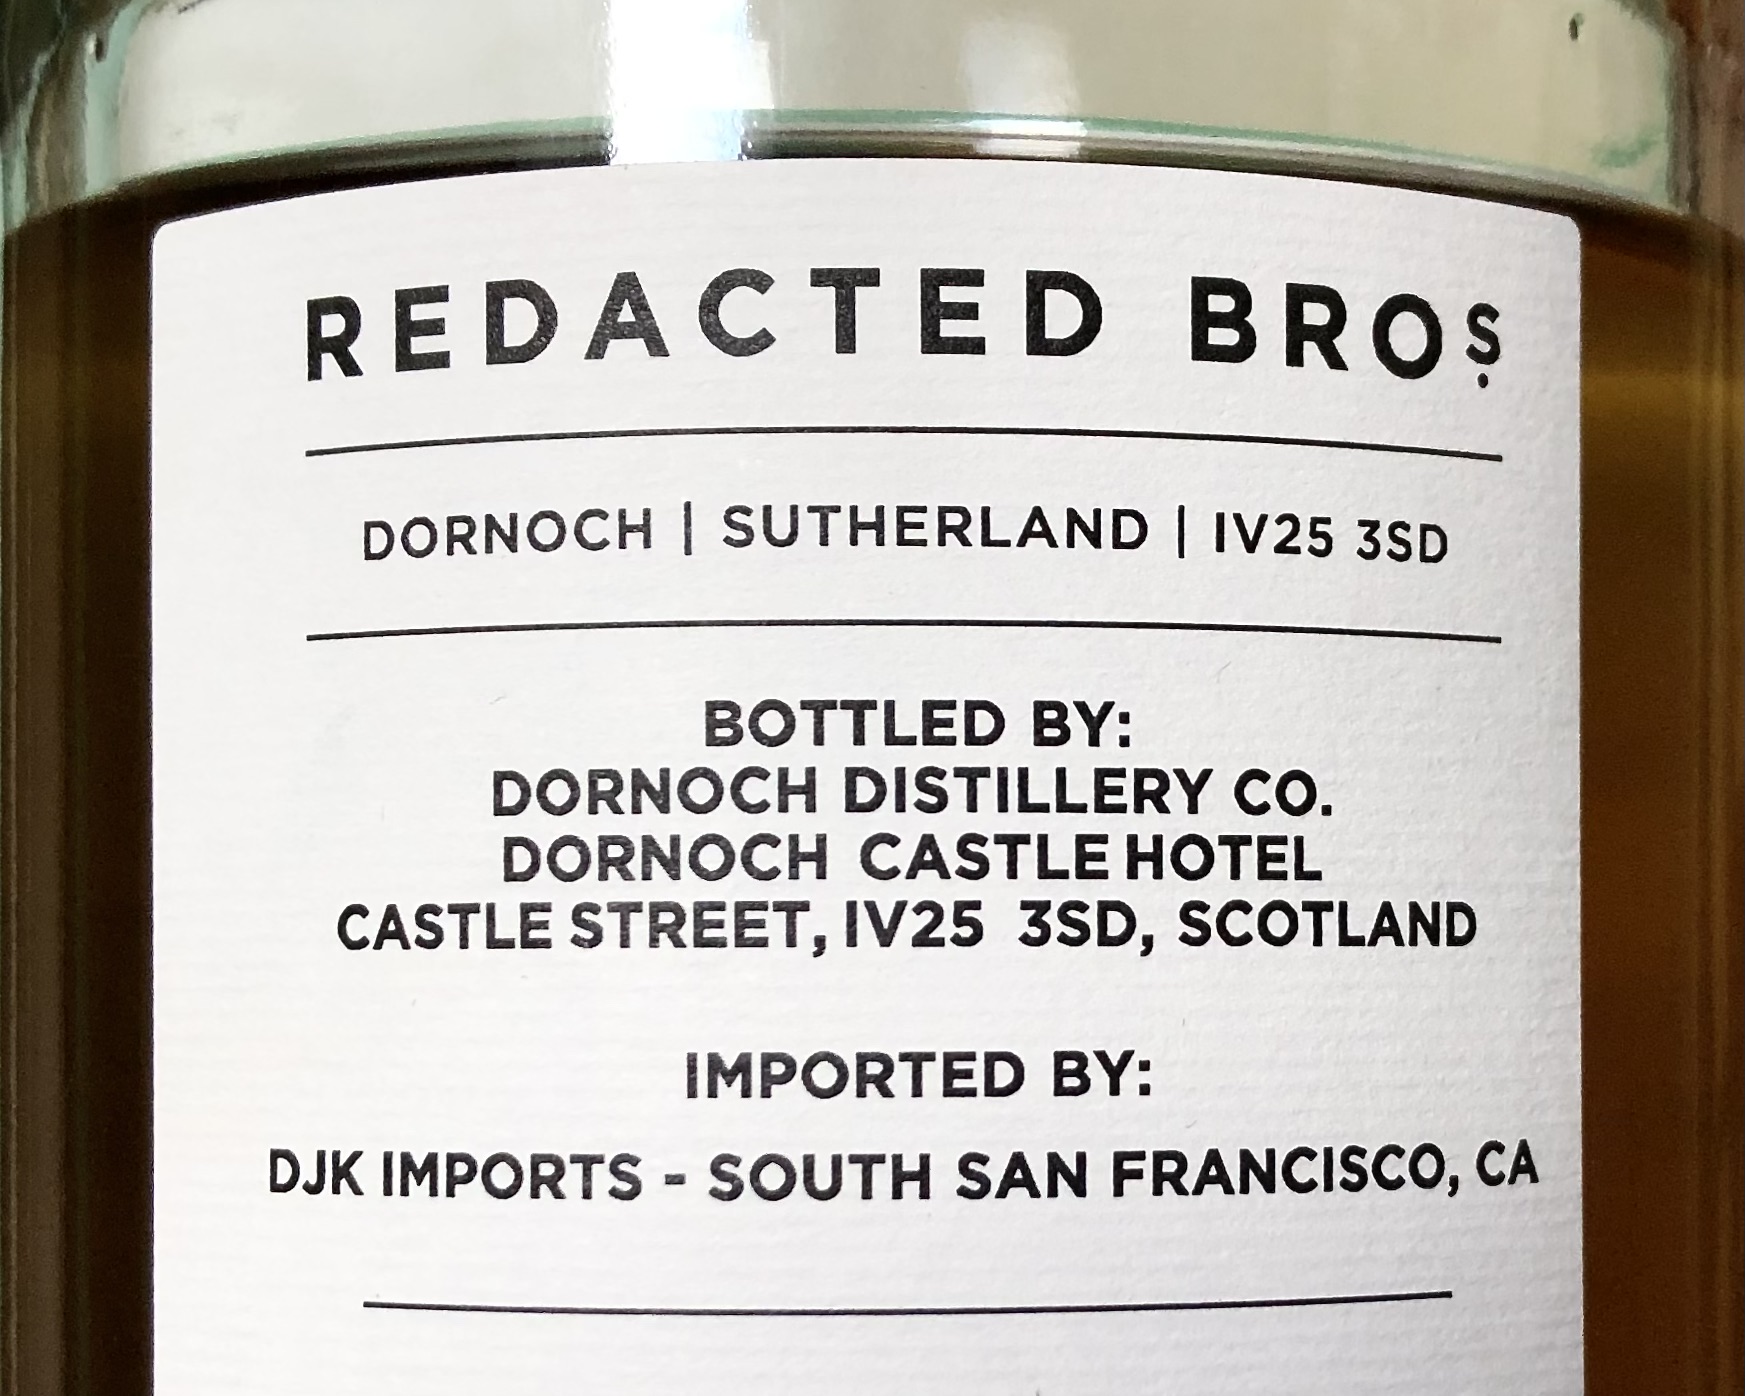 REDACTED BROS.
DORNOCH | SUTHERLAND | IV25 3SD
BOTTLED BY:
DORNOCH DISTILLERY CO.
DORNOCH CASTLE HOTEL
CASTLE STREET, IV25 3SD, SCOTLAND
IMPORTED BY:
DJK IMPORTS - SOUTH SAN FRANCISCO, CA